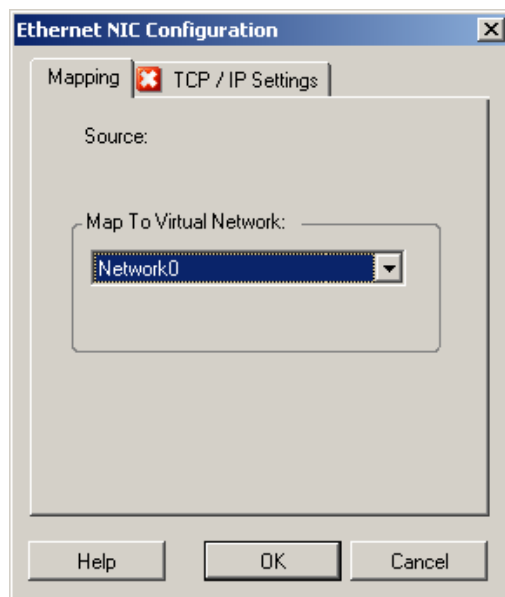 Ethernet NIC Configuration
Mapping TCP / IP Settings
Source:
Map To Virtual Network:
Network0
Help OK Cancel